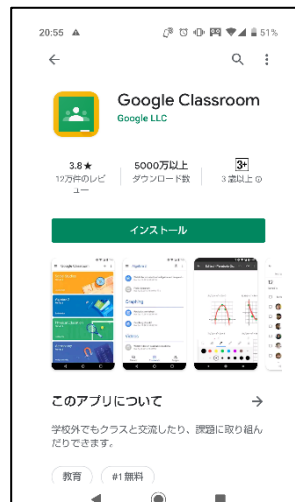 20:55
51%
Google Classroom
Google LLC
3.8★
12万件のレビ
ュー
5000万以上
ダウンロード数
3+
3 歳以上
インストール
このアプリについて
学校外でもクラスと交流したり、課題に取り組ん
だりできます。
教育
#1 無料